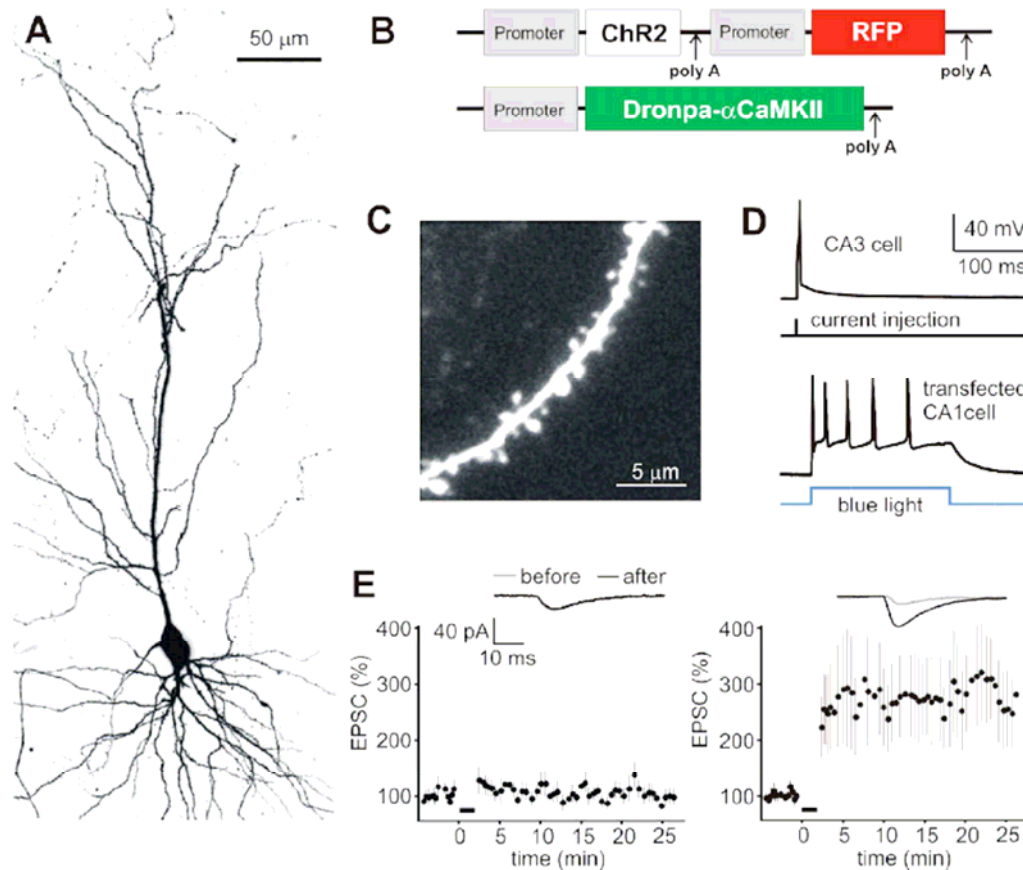 A
50 μm
B
Promoter ChR2 Promoter RFP
poly A poly A
Promoter Dronpa-αCaMKII
poly A
C
5 μm
D
CA3 cell
40 mV
100 ms
current injection
transfected
CA1cell
blue light
E
before after
40 pA
10 ms
EPSC (%)
400
300
200
100
0 5 10 15 20 25
time (min)
EPSC (%)
400
300
200
100
0 5 10 15 20 25
time (min)